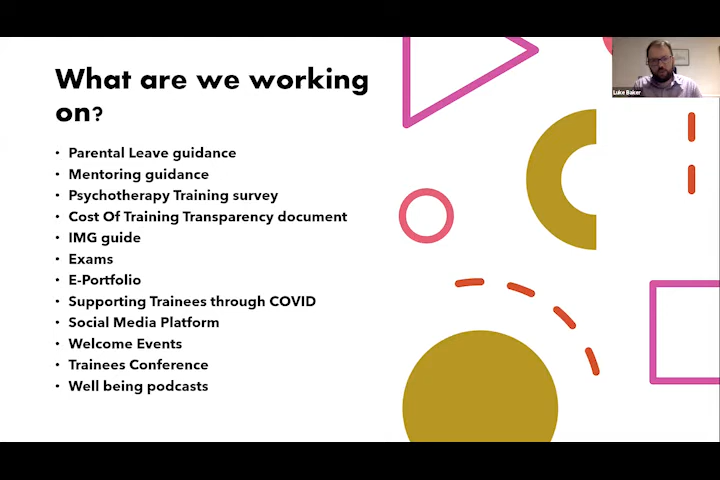 What are we working
on?
• Parental Leave guidance
• Mentoring guidance
• Psychotherapy Training survey
• Cost Of Training Transparency document
• IMG guide
• Exams
• E-Portfolio
• Supporting Trainees through COVID
• Social Media Platform
• Welcome Events
• Trainees Conference
• Well being podcasts
Luke Baker